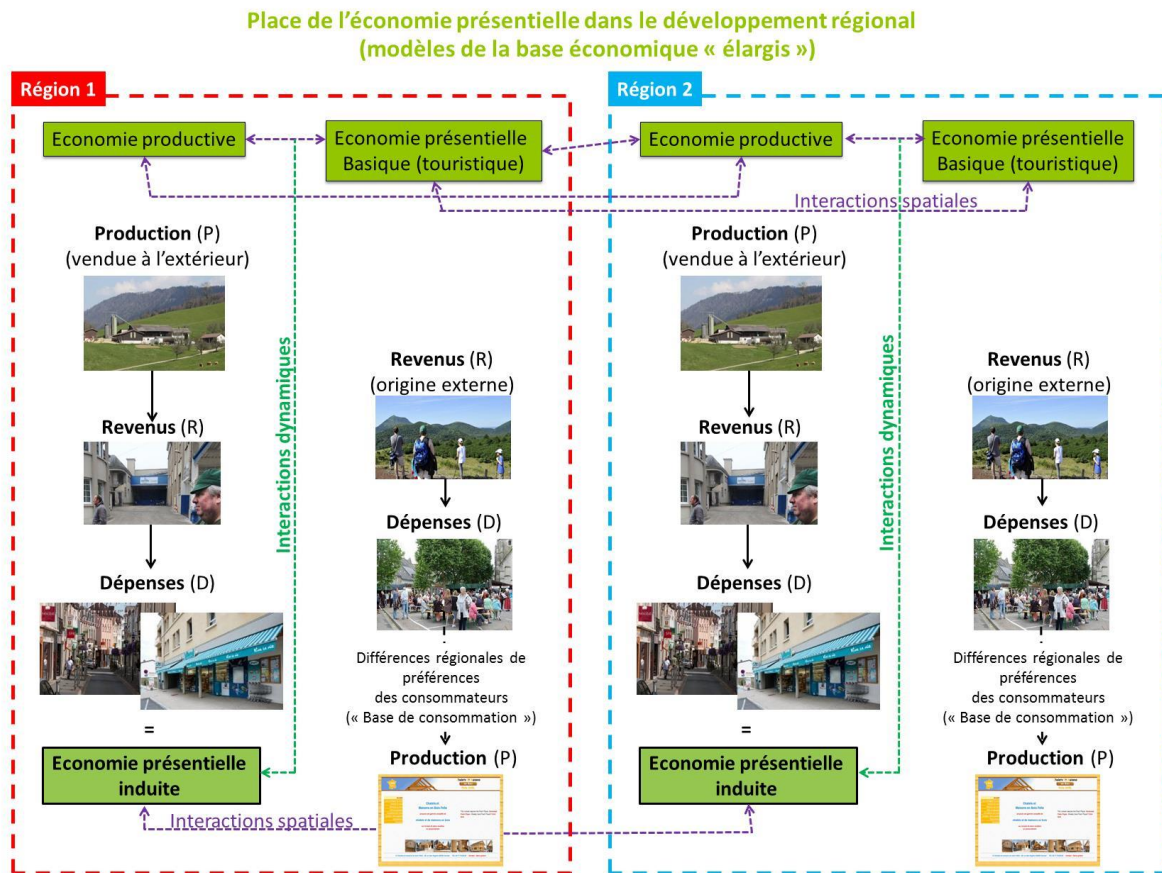 Place de l'économie présentielle dans le développement régional
(modèles de la base économique « élargis »)
Région 1
Economie productive
Economie présentielle
Basique (touristique)
Production (P)
(vendue à l'extérieur)
Revenus (R)
Dépenses (D)
=
Economie présentielle
induite
Interactions dynamiques
Revenus (R)
(origine externe)
Dépenses (D)
Différences régionales de
préférences
des consommateurs
(« Base de consommation »)
Production (P)
Interactions spatiales
Région 2
Economie productive
Economie présentielle
Basique (touristique)
Interactions spatiales
Production (P)
(vendue à l'extérieur)
Revenus (R)
Dépenses (D)
=
Economie présentielle
induite
Interactions dynamiques
Revenus (R)
(origine externe)
Dépenses (D)
Différences régionales de
préférences
des consommateurs
(« Base de consommation »)
Production (P)